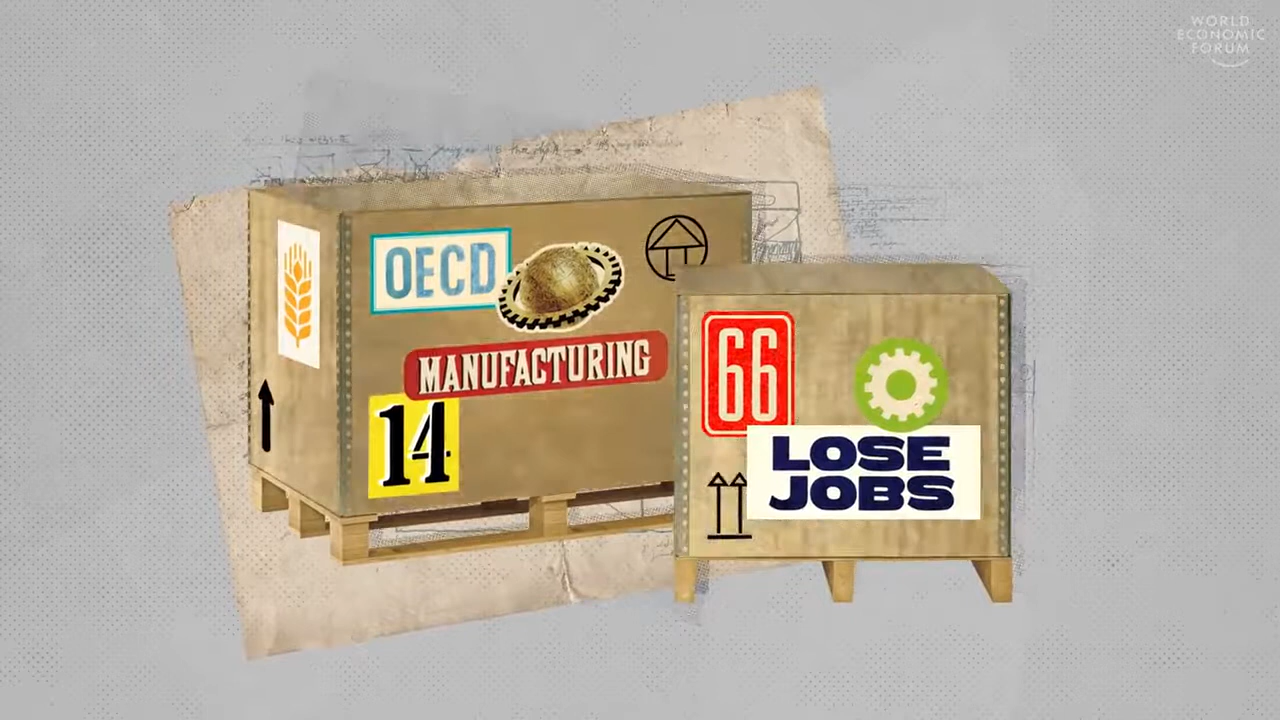 WORLD
ECONOMIC
FORUM
OECD
MANUFACTURING
14
66
LOSE
JOBS